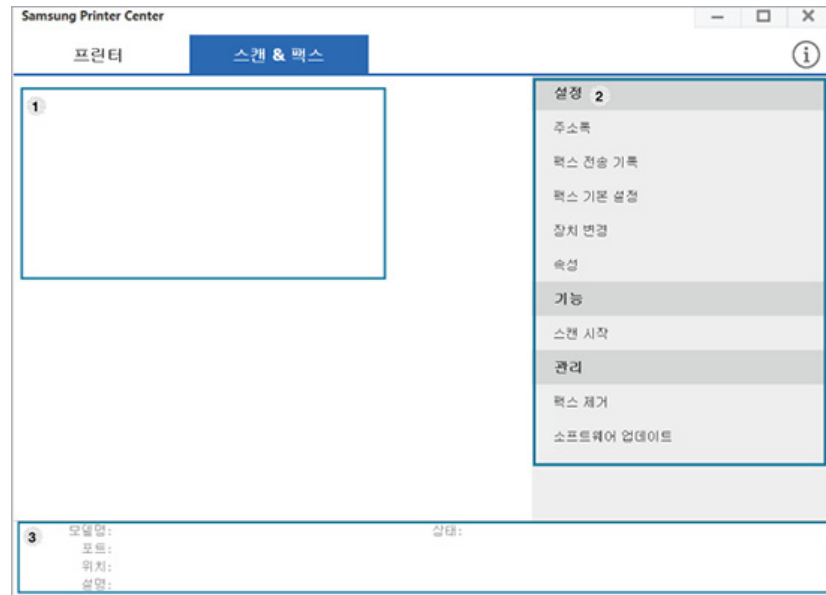 Samsung Printer Center
프린터
스캔 & 팩스
1
설정 2
주소록
팩스 전송 기록
팩스 기본 설정
장치 변경
속성
기능
스캔 시작
관리
팩스 제거
소프트웨어 업데이트
3
모델명: 상태:
포트:
위치:
설명: